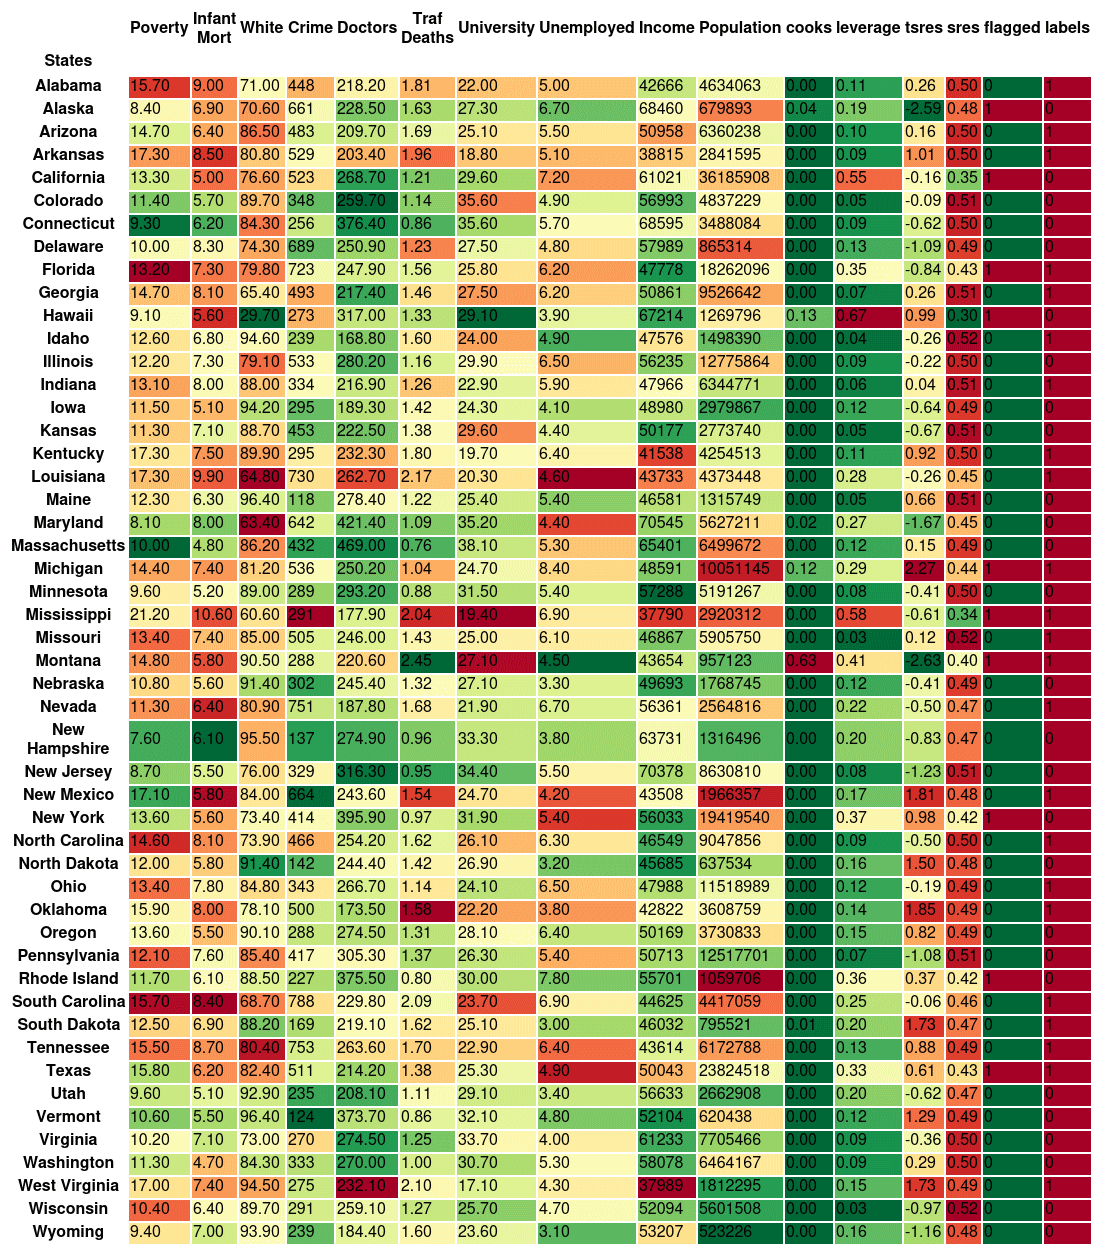 Poverty Infant Mort White Crime Doctors Traf Deaths University Unemployed Income Population cooks leverage tsres sres flagged labels
States
Alabama 15.70 9.00 71.00 448 218.20 1.81 22.00 5.00 42666 4634063 0.00 0.11 0.26 0.50 0 1
Alaska 8.40 6.90 70.60 661 228.50 1.63 27.30 6.70 68460 679893 0.04 0.19 -2.59 0.48 1 0
Arizona 14.70 6.40 86.50 483 209.70 1.69 25.10 5.50 50958 6360238 0.00 0.10 0.16 0.50 0 1
Arkansas 17.30 8.50 80.80 529 203.40 1.96 18.80 5.10 38815 2841595 0.00 0.09 1.01 0.50 0 1
California 13.30 5.00 76.60 523 268.70 1.21 29.60 7.20 61021 36185908 0.00 0.55 -0.16 0.35 1 0
Colorado 11.40 5.70 89.70 348 259.70 1.14 35.60 4.90 56993 4837229 0.00 0.05 -0.09 0.51 0 0
Connecticut 9.30 6.20 84.30 256 376.40 0.86 35.60 5.70 68595 3488084 0.00 0.09 -0.62 0.50 0 0
Delaware 10.00 8.30 74.30 689 250.90 1.23 27.50 4.80 57989 865314 0.00 0.13 -1.09 0.49 0 0
Florida 13.20 7.30 79.80 723 247.90 1.56 25.80 6.20 47778 18262096 0.00 0.35 -0.84 0.43 1 1
Georgia 14.70 8.10 65.40 493 217.40 1.46 27.50 6.20 50861 9526642 0.00 0.07 0.26 0.51 0 1
Hawaii 9.10 5.60 29.70 273 317.00 1.33 29.10 3.90 67214 1269796 0.13 0.67 0.99 0.30 1 0
Idaho 12.60 6.80 94.60 239 168.80 1.60 24.00 4.90 47576 1498390 0.00 0.04 -0.26 0.52 0 1
Illinois 12.20 7.30 79.10 533 280.20 1.16 29.90 6.50 56235 12775864 0.00 0.09 -0.22 0.50 0 0
Indiana 13.10 8.00 88.00 334 216.90 1.26 22.90 5.90 47966 6344771 0.00 0.06 0.04 0.51 0 1
Iowa 11.50 5.10 94.20 295 189.30 1.42 24.30 4.10 48980 2979867 0.00 0.12 -0.64 0.49 0 0
Kansas 11.30 7.10 88.70 453 222.50 1.38 29.60 4.40 50177 2773740 0.00 0.05 -0.67 0.51 0 0
Kentucky 17.30 7.50 89.90 295 232.30 1.80 19.70 6.40 41538 4254513 0.00 0.11 0.92 0.50 0 1
Louisiana 17.30 9.90 64.80 730 262.70 2.17 20.30 4.60 43733 4373448 0.00 0.28 -0.26 0.45 0 1
Maine 12.30 6.30 96.40 118 278.40 1.22 25.40 5.40 46581 1315749 0.00 0.05 0.66 0.51 0 0
Maryland 8.10 8.00 63.40 642 421.40 1.09 35.20 4.40 70545 5627211 0.02 0.27 -1.67 0.45 0 0
Massachusetts 10.00 4.80 86.20 432 469.00 0.76 38.10 5.30 65401 6499672 0.00 0.12 0.15 0.49 0 0
Michigan 14.40 7.40 81.20 536 250.20 1.04 24.70 8.40 48591 10051145 0.12 0.29 2.27 0.44 1 1
Minnesota 9.60 5.20 89.00 289 293.20 0.88 31.50 5.40 57288 5191267 0.00 0.08 -0.41 0.50 0 0
Mississippi 21.20 10.60 60.60 291 177.90 2.04 19.40 6.90 37790 2920312 0.00 0.58 -0.61 0.34 1 1
Missouri 13.40 7.40 85.00 505 246.00 1.43 25.00 6.10 46867 5905750 0.00 0.03 0.12 0.52 0 1
Montana 14.80 5.80 90.50 288 220.60 2.45 27.10 4.50 43654 957123 0.63 0.41 -2.63 0.40 1 1
Nebraska 10.80 5.60 91.40 302 245.40 1.32 27.10 3.30 49693 1768745 0.00 0.12 -0.41 0.49 0 0
Nevada 11.30 6.40 80.90 751 187.80 1.68 21.90 6.70 56361 2564816 0.00 0.22 -0.50 0.47 0 0
New Hampshire 7.60 6.10 95.50 137 274.90 0.96 33.30 3.80 63731 1316496 0.00 0.20 -0.83 0.47 0 0
New Jersey 8.70 5.50 76.00 329 316.30 0.95 34.40 5.50 70378 8630810 0.00 0.08 -1.23 0.51 0 0
New Mexico 17.10 5.80 84.00 664 243.60 1.54 24.70 4.20 43508 1966357 0.00 0.17 1.81 0.48 0 1
New York 13.60 5.60 73.40 414 395.90 0.97 31.90 5.40 56033 19419540 0.00 0.37 0.98 0.42 1 0
North Carolina 14.60 8.10 73.90 466 254.20 1.62 26.10 6.30 46549 9047856 0.00 0.09 -0.50 0.50 0 1
North Dakota 12.00 5.80 91.40 142 244.40 1.42 26.90 3.20 45685 637534 0.00 0.16 1.50 0.48 0 0
Ohio 13.40 7.80 84.80 343 266.70 1.14 24.10 6.50 47988 11518989 0.00 0.12 -0.19 0.49 0 1
Oklahoma 15.90 8.00 78.10 500 173.50 1.58 22.20 3.80 42822 3608759 0.00 0.14 1.85 0.49 0 1
Oregon 13.60 5.50 90.10 288 274.50 1.31 28.10 6.40 50169 3730833 0.00 0.15 0.82 0.49 0 0
Pennsylvania 12.10 7.60 85.40 417 305.30 1.37 26.30 5.40 50713 12517701 0.00 0.07 -1.08 0.51 0 0
Rhode Island 11.70 6.10 88.50 227 375.50 0.80 30.00 7.80 55701 1059706 0.00 0.36 0.37 0.42 1 0
South Carolina 15.70 8.40 68.70 788 229.80 2.09 23.70 6.90 44625 4417059 0.00 0.25 -0.06 0.46 0 1
South Dakota 12.50 6.90 88.20 169 219.10 1.62 25.10 3.00 46032 795521 0.01 0.20 1.73 0.47 0 1
Tennessee 15.50 8.70 80.40 753 263.60 1.70 22.90 6.40 43614 6172788 0.00 0.13 0.88 0.49 0 1
Texas 15.80 6.20 82.40 511 214.20 1.38 25.30 4.90 50043 23824518 0.00 0.33 0.61 0.43 1 1
Utah 9.60 5.10 92.90 235 208.10 1.11 29.10 3.40 56633 2662908 0.00 0.20 -0.62 0.47 0 0
Vermont 10.60 5.50 96.40 124 373.70 0.86 32.10 4.80 52104 620438 0.00 0.12 1.29 0.49 0 0
Virginia 10.20 7.10 73.00 270 274.50 1.25 33.70 4.00 61233 7705466 0.00 0.09 -0.36 0.50 0 0
Washington 11.30 4.70 84.30 333 270.00 1.00 30.70 5.30 58078 6464167 0.00 0.09 0.29 0.50 0 0
West Virginia 17.00 7.40 94.50 275 232.10 2.10 17.10 4.30 37989 1812295 0.00 0.15 1.73 0.49 0 1
Wisconsin 10.40 6.40 89.70 291 259.10 1.27 25.70 4.70 52094 5601508 0.00 0.03 -0.97 0.52 0 0
Wyoming 9.40 7.00 93.90 239 184.40 1.60 23.60 3.10 53207 523226 0.00 0.16 -1.16 0.48 0 0